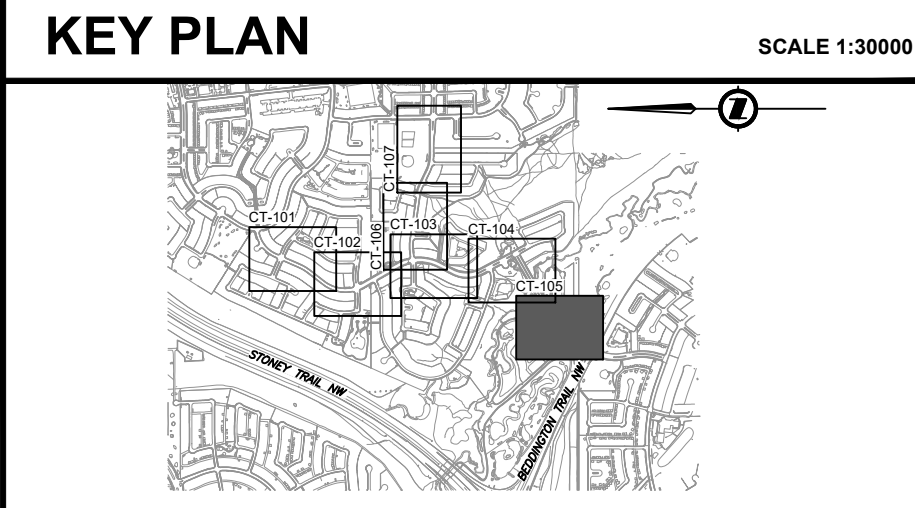 KEY PLAN
SCALE 1:30000
CT-107
CT-101
CT-102
CT-106
CT-103
CT-104
CT-105
STONEY TRAIL NW
BEDDINGTON TRAIL NW